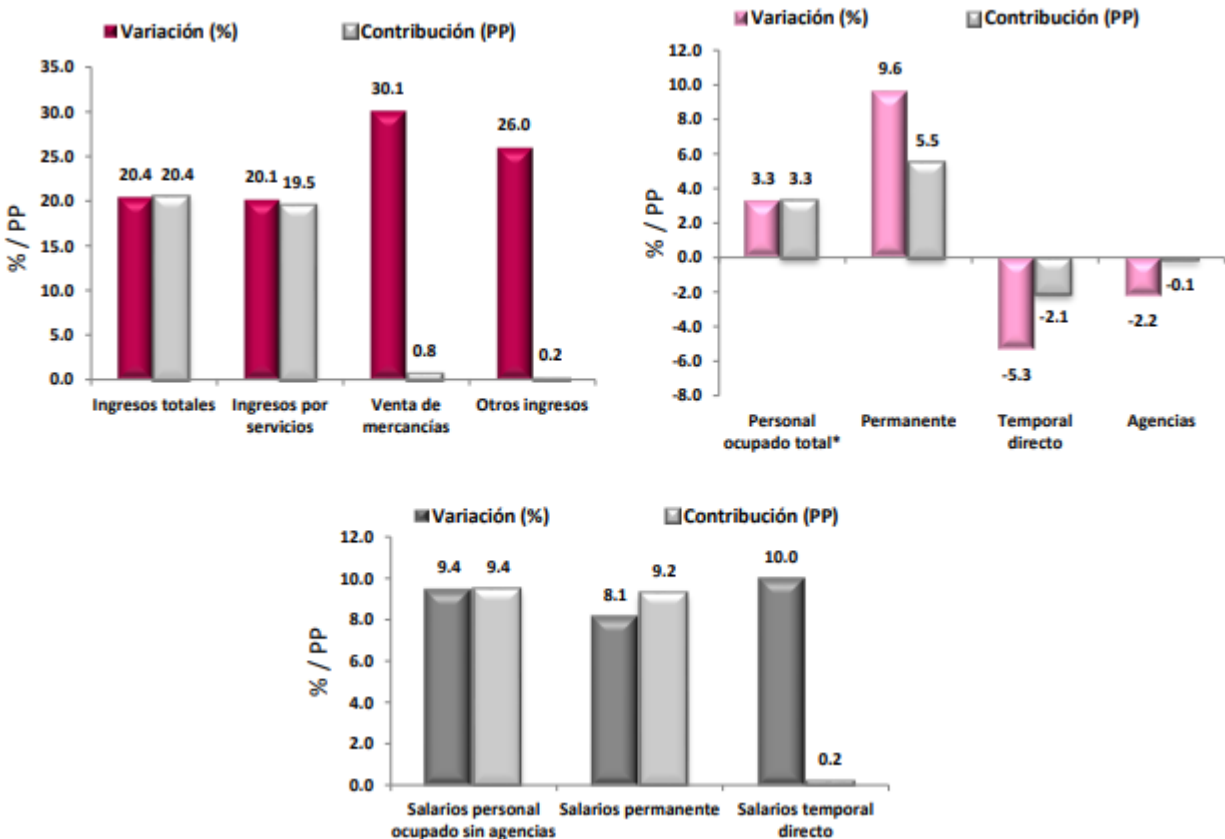 Variación (%) Contribución (PP)
35.0
30.0
25.0
20.0
15.0
10.0
5.0
0.0
% / PP
20.4 20.4
20.1 19.5
30.1 0.8
26.0 0.2
Ingresos totales
Ingresos por
servicios
Venta de
mercancías
Otros ingresos
Variación (%) Contribución (PP)
12.0
10.0
8.0
6.0
4.0
2.0
0.0
-2.0
-4.0
-6.0
-8.0
% / PP
3.3 3.3
9.6 5.5
-5.3 -2.1
-2.2 -0.1
Personal
ocupado total*
Permanente
Temporal
directo
Agencias
Variación (%) Contribución (PP)
12.0
10.0
8.0
6.0
4.0
2.0
0.0
% / PP
9.4 9.4
8.1 9.2
10.0 0.2
Salarios personal
ocupado sin agencias
Salarios permanente
Salarios temporal
directo